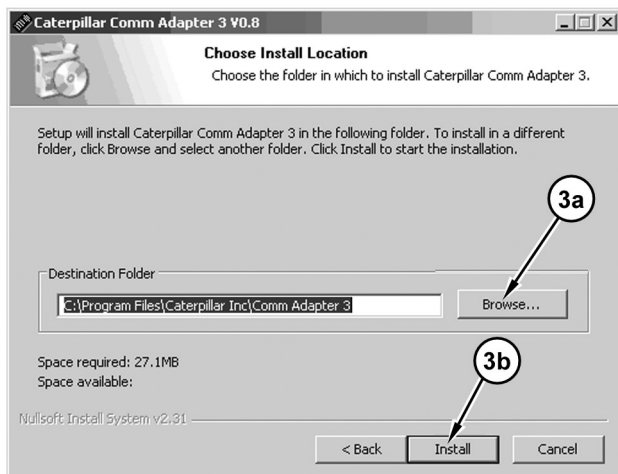 Caterpillar Comm Adapter 3 V0.8
Choose Install Location
Choose the folder in which to install Caterpillar Comm Adapter 3.
Setup will install Caterpillar Comm Adapter 3 in the following folder. To install in a different
folder, click Browse and select another folder. Click Install to start the installation.
3a
Destination Folder
C:\Program Files\Caterpillar Inc\Comm Adapter 3
Browse...
Space required: 27.1MB
Space available:
3b
Nullsoft Install System v2.31
< Back
Install
Cancel